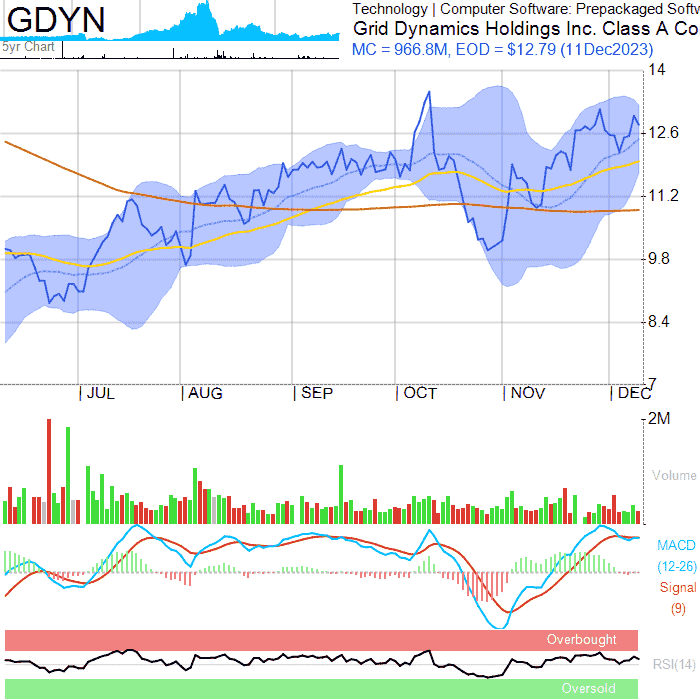 GDYN
5yr Chart
Technology | Computer Software: Prepackaged Softw
Grid Dynamics Holdings Inc. Class A Co
MC = 966.8M, EOD = $12.79 (11Dec2023)
14
12.6
11.2
9.8
8.4
7
JUL AUG SEP OCT NOV DEC
2M
Volume
MACD
(12-26)
Signal
(9)
Overbought
RSI(14)
Oversold